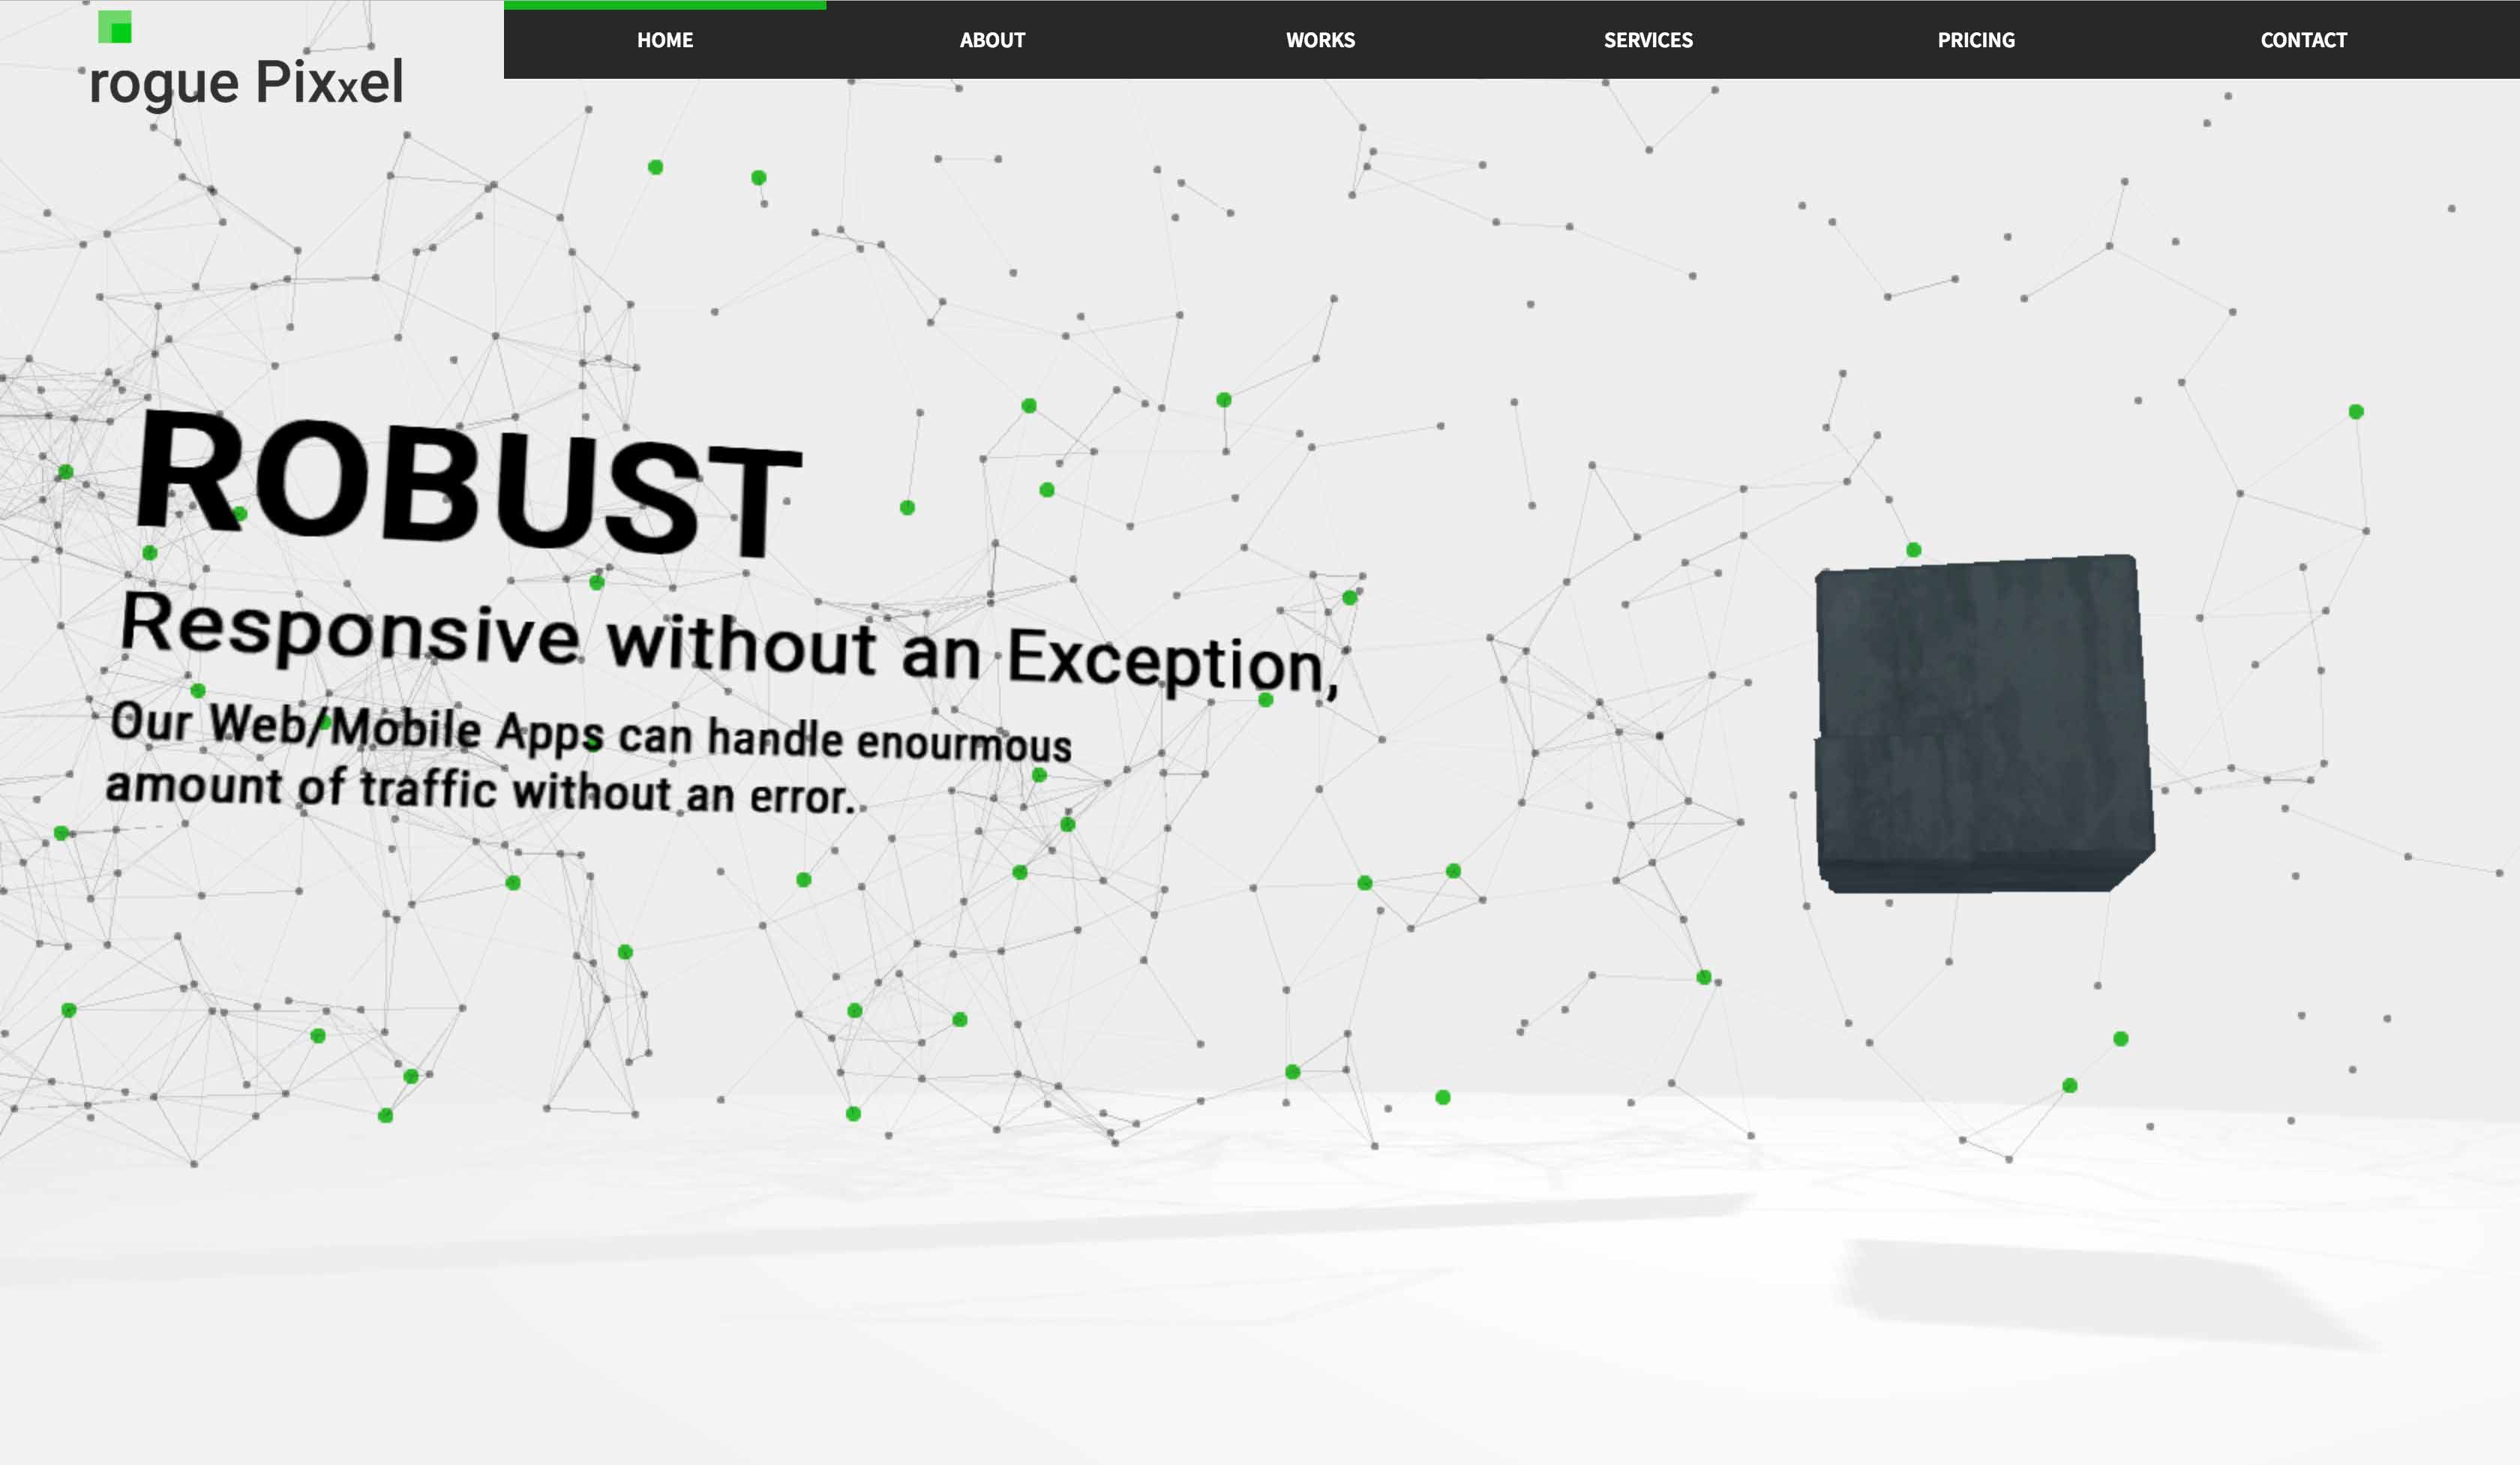 rogue Pixxel
HOME ABOUT WORKS SERVICES PRICING CONTACT
ROBUST
Responsive without an Exception,
Our Web/Mobile Apps can handle enourmous
amount of traffic without an error.